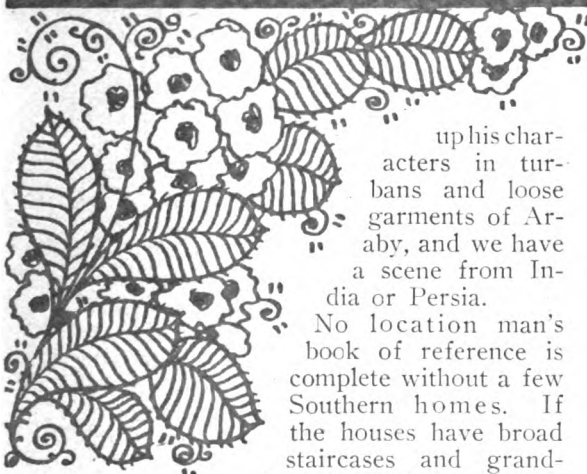 up his char-
acters in tur-
bans and loose
garments of Ar-
aby, and we have
a scene from In-
dia or Persia.
No location man's
book of reference is
complete without a few
Southern homes. If
the houses have broad
staircases and grand-